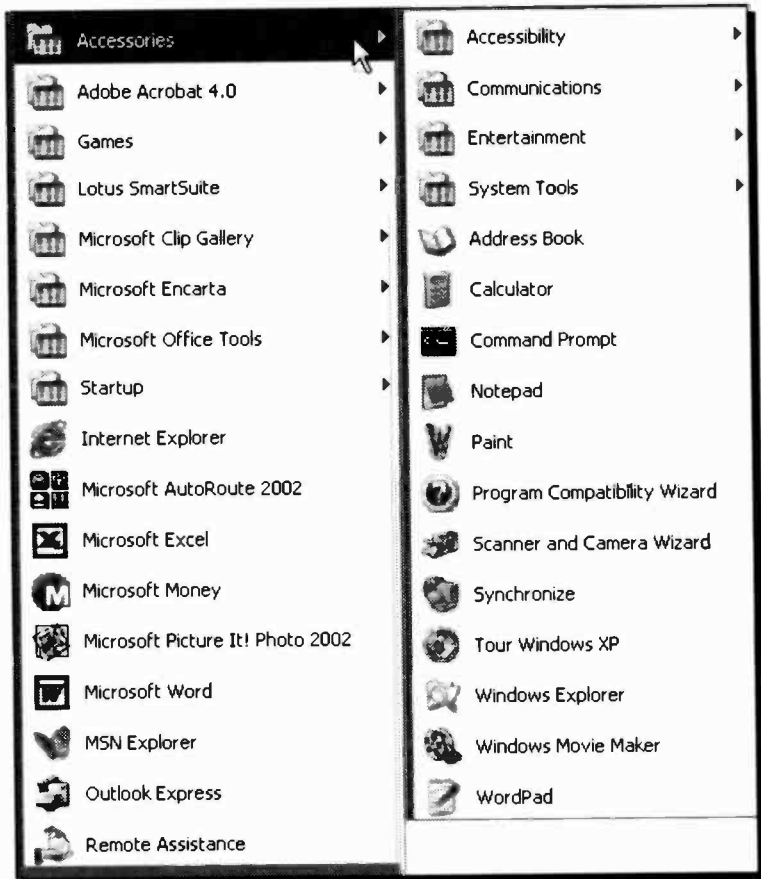 Accessories
Adobe Acrobat 4.0
Games
Lotus SmartSuite
Microsoft Clip Gallery
Microsoft Encarta
Microsoft Office Tools
Startup
Internet Explorer
Microsoft AutoRoute 2002
Microsoft Excel
Microsoft Money
Microsoft Picture It! Photo 2002
Microsoft Word
MSN Explorer
Outlook Express
Remote Assistance
Accessibility
Communications
Entertainment
System Tools
Address Book
Calculator
Command Prompt
Notepad
Paint
Program Compatibility Wizard
Scanner and Camera Wizard
Synchronize
Tour Windows XP
Windows Explorer
Windows Movie Maker
WordPad